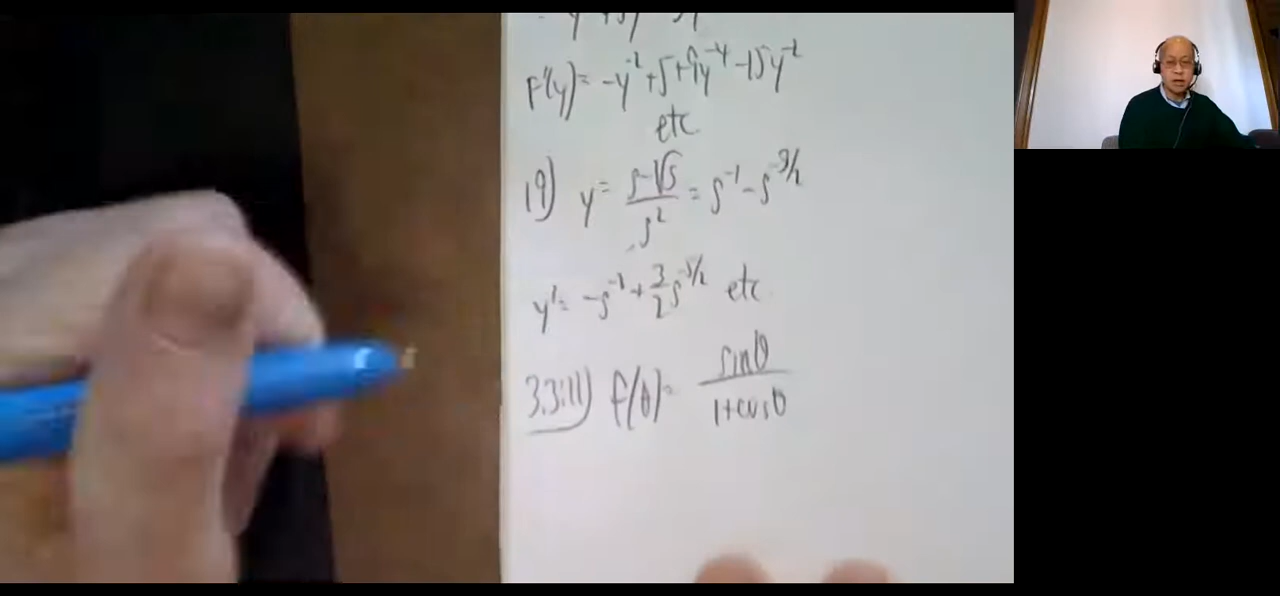 F'(y) = -y^-2 + 5 + 9y^-4 - 15y^-2
etc
19) y = (s-√s)/s^2 = s^-1 - s^-3/2
y' = -s^-1 + 3/2 s^-5/2 etc
3.3:11) f(θ) = sinθ/(1+cosθ)